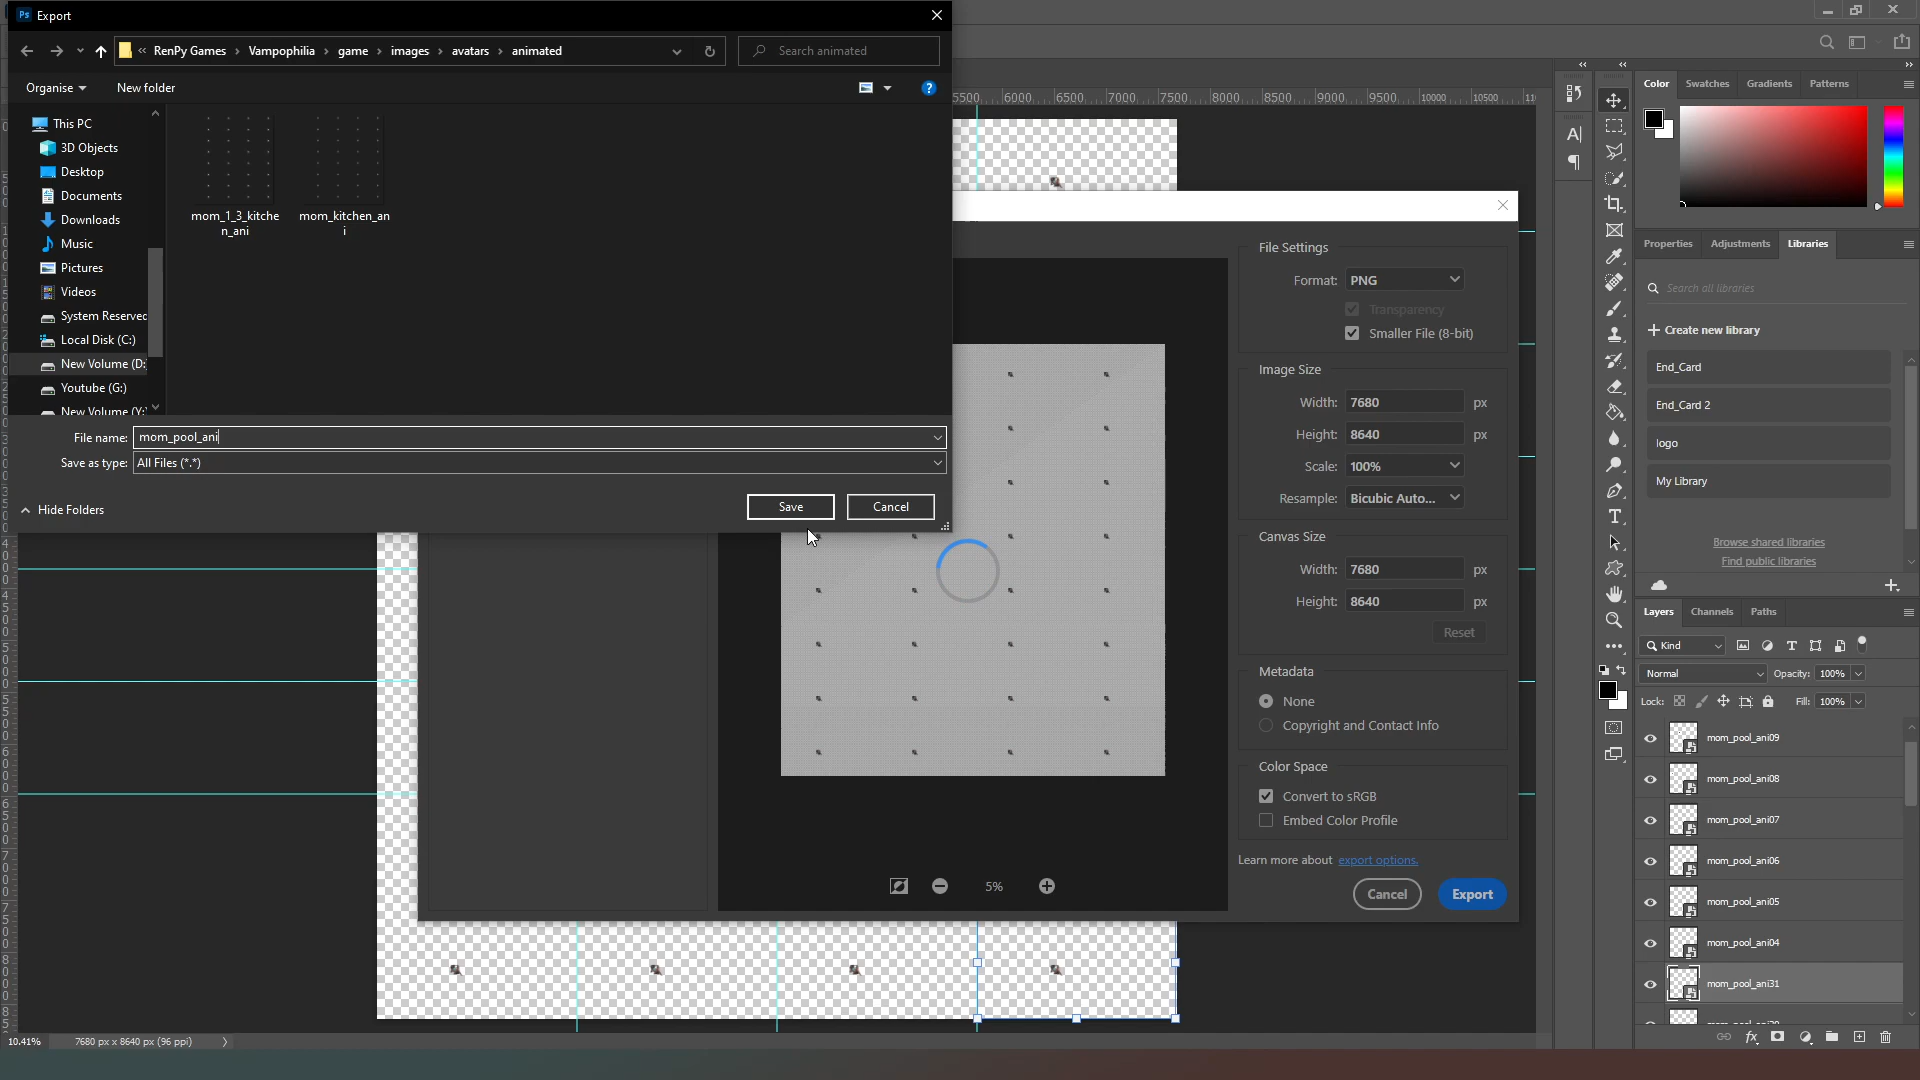 Ps Export
« RenPy Games › Vampophilia › game › images › avatars › animated
Search animated
Organise
New folder
This PC
3D Objects
Desktop
Documents
Downloads
Music
Pictures
Videos
System Reserved
Local Disk (C:)
New Volume (D:
Youtube (G:)
New Volume (Y:
mom_1_3_kitche
n_ani
mom_kitchen_an
i
File name: mom_pool_ani
Save as type: All Files (*.*)
Hide Folders
Save
Cancel
5500 6000 6500 7000 7500 8000 8500 9000 9500 10000 10500
File Settings
Format: PNG
Transparency
Smaller File (8-bit)
Image Size
Width: 7680 px
Height: 8640 px
Scale: 100%
Resample: Bicubic Auto...
Canvas Size
Width: 7680 px
Height: 8640 px
Reset
Metadata
None
Copyright and Contact Info
Color Space
Convert to sRGB
Embed Color Profile
Learn more about export options.
Cancel
Export
5%
Color
Swatches
Gradients
Patterns
Properties
Adjustments
Libraries
Search all libraries
Create new library
End_Card
End_Card 2
logo
My Library
Browse shared libraries
Find public libraries
Layers
Channels
Paths
Kind
Normal
Opacity: 100%
Lock:
Fill: 100%
mom_pool_ani09
mom_pool_ani08
mom_pool_ani07
mom_pool_ani06
mom_pool_ani05
mom_pool_ani04
mom_pool_ani31
10.41%
7680 px x 8640 px (96 ppi)